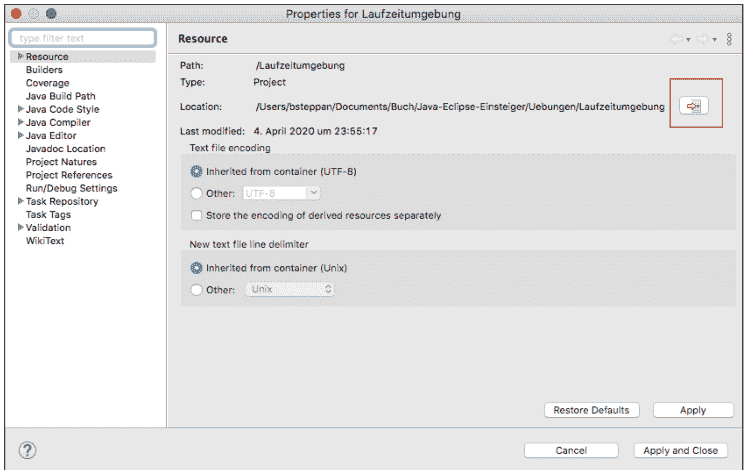 Properties for Laufzeitumgebung
type filter text
Resource
Builders
Coverage
Java Build Path
Java Code Style
Java Compiler
Java Editor
Javadoc Location
Project Natures
Project References
Run/Debug Settings
Task Repository
Task Tags
Validation
WikiText
Resource
Path: /Laufzeitumgebung
Type: Project
Location: /Users/bsteppan/Documents/Buch/Java-Eclipse-Einsteiger/Uebungen/Laufzeitumgebung
Last modified: 4. April 2020 um 23:55:17
Text file encoding
Inherited from container (UTF-8)
Other: UTF-8
Store the encoding of derived resources separately
New text file line delimiter
Inherited from container (Unix)
Other: Unix
Restore Defaults Apply
? Cancel Apply and Close